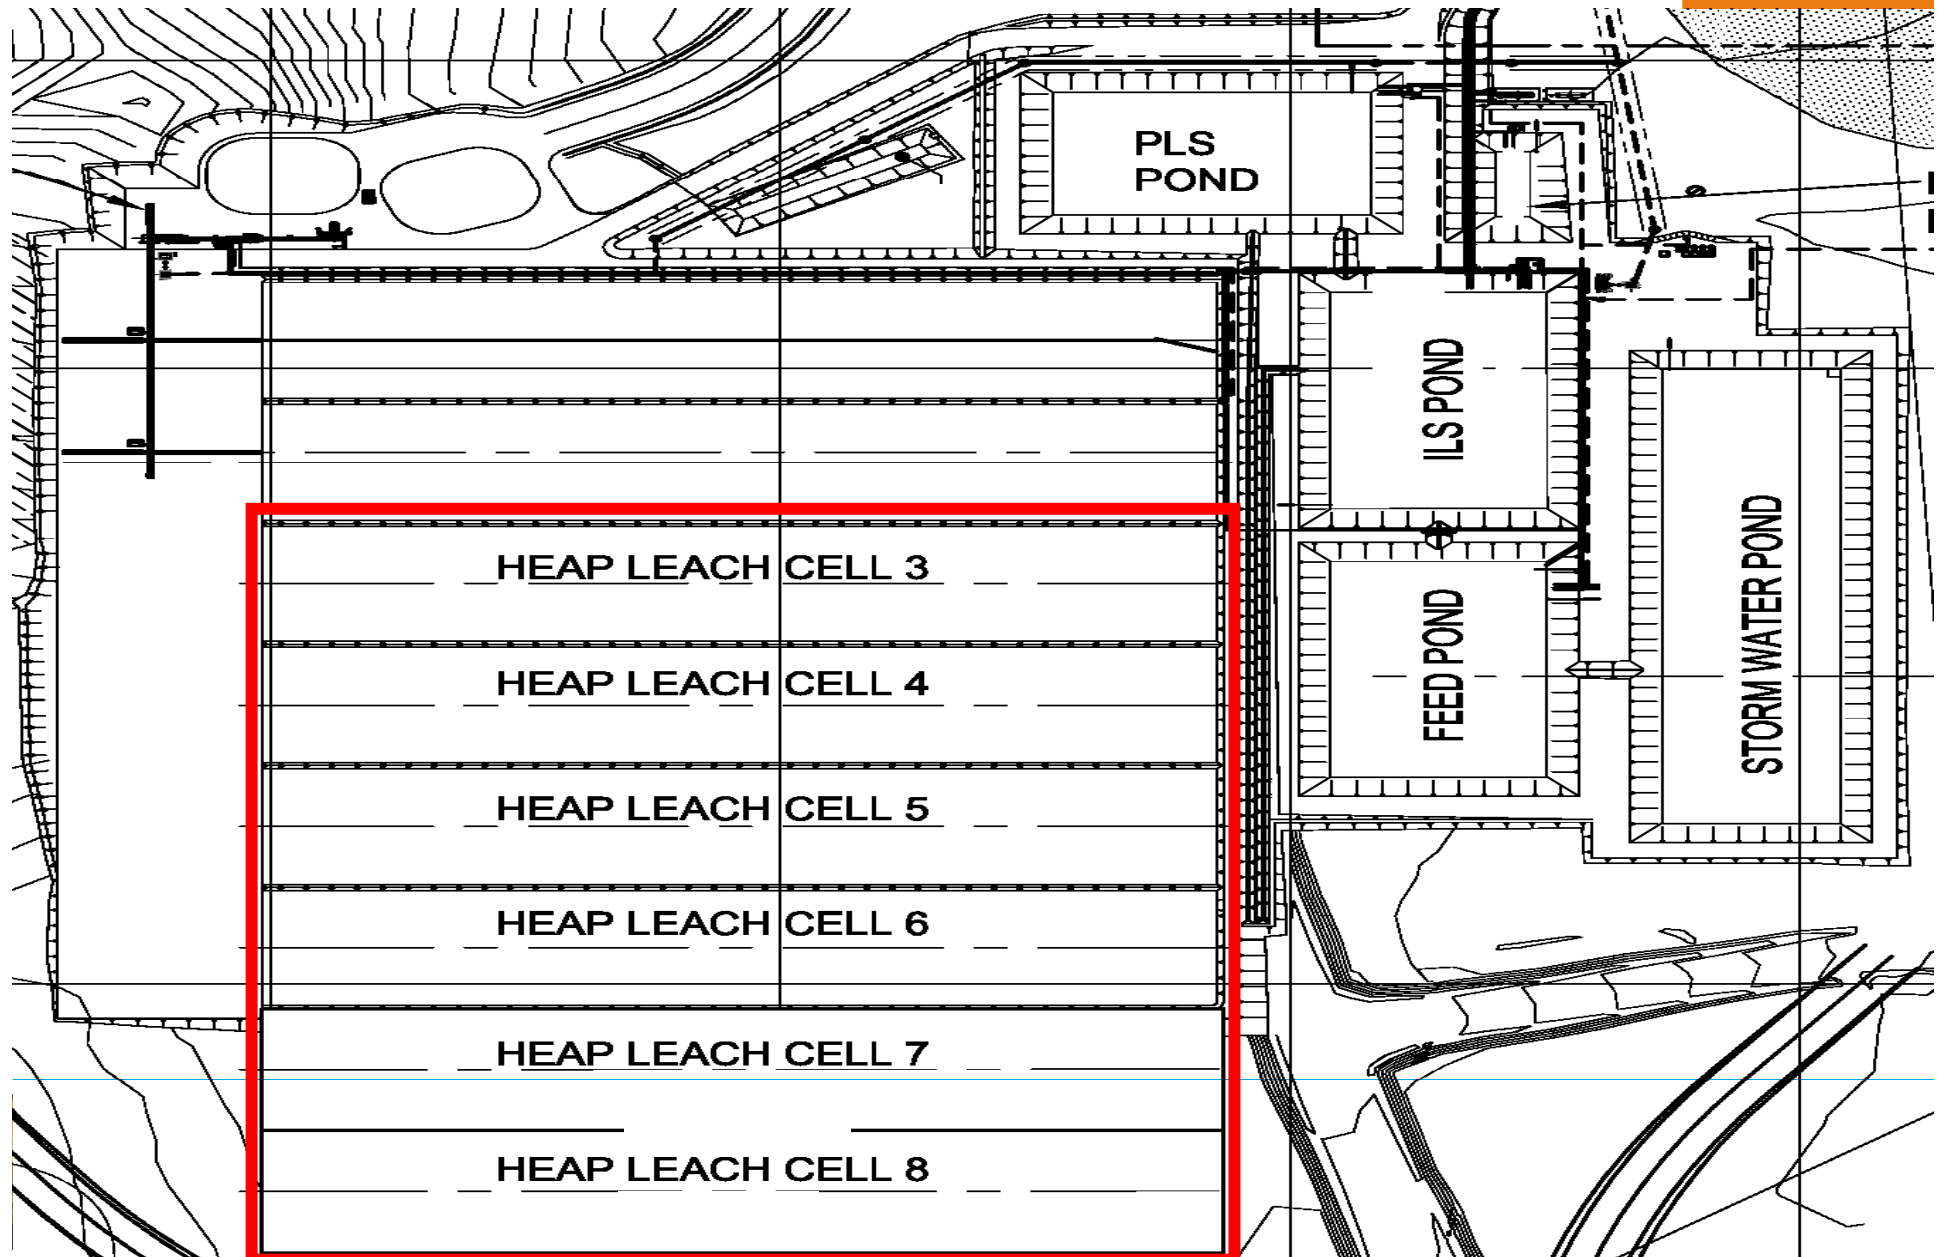 PLS
POND
ILS POND
HEAP LEACH CELL 3
HEAP LEACH CELL 4
FEED POND
STORM WATER POND
HEAP LEACH CELL 5
HEAP LEACH CELL 6
HEAP LEACH CELL 7
HEAP LEACH CELL 8